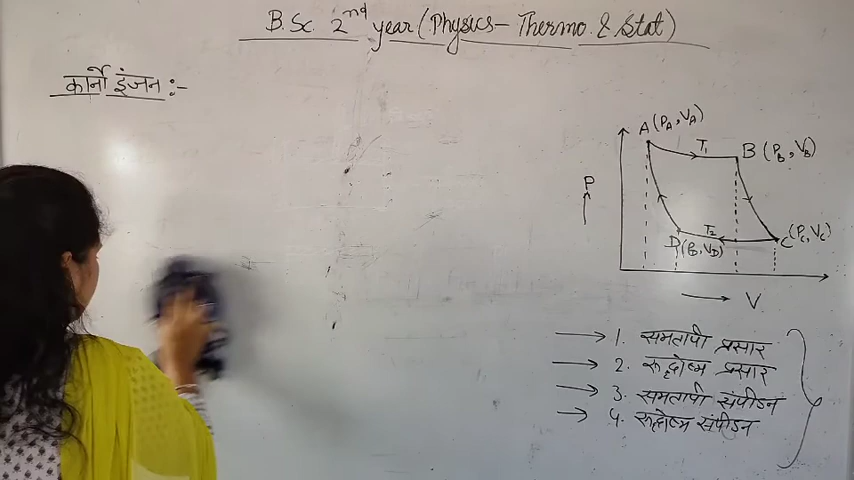 B.Sc. 2nd year (Physics- Thermo. & Stat)
कार्नो इंजन :-
A (PA, VA)
T1
B (PB, VB)
P
T2
D (PD, VD)
C (PC, VC)
V
1. समतापी प्रसार
2. रूद्धोष्म प्रसार
3. समतापी संपीडन
4. रूद्धोष्म संपीडन